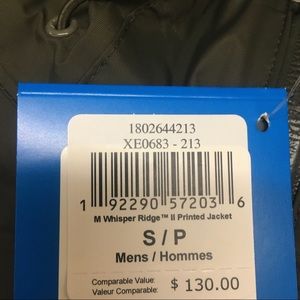 1802644213
XE0683 - 213
1 92290 57203 6
M Whisper Ridge™ II Printed Jacket
S / P
Mens / Hommes
Comparable Value:
Valeur Comparable: $ 130.00